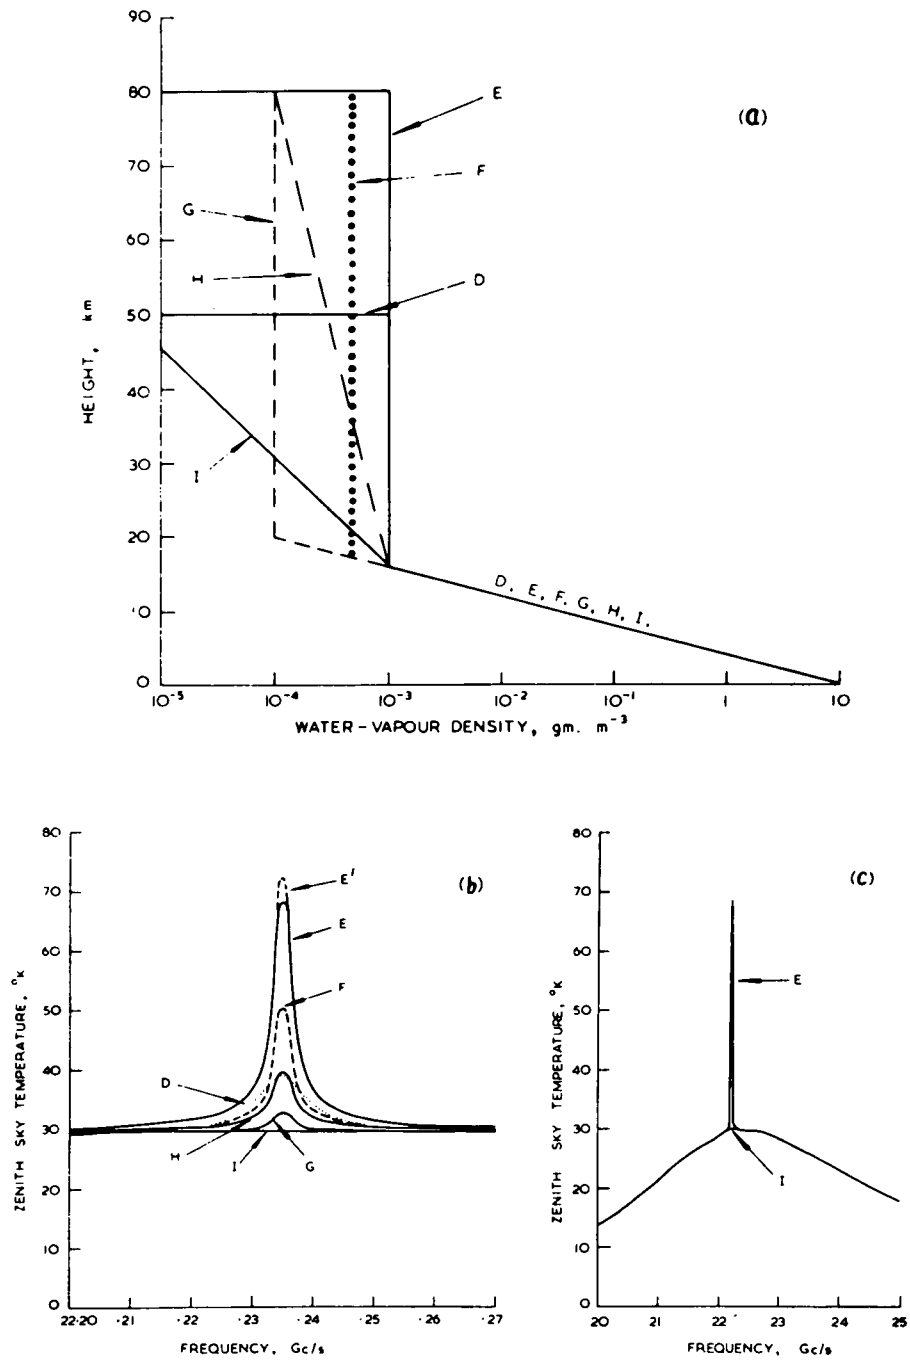 90
80
70
60
50
40
30
20
10
0
HEIGHT, km
E
(a)
F
G
H
D
I
D, E, F, G, H, I.
10⁻⁵ 10⁻⁴ 10⁻³ 10⁻² 10⁻¹ 1 10
WATER-VAPOUR DENSITY, gm. m⁻³
80
70
60
50
40
30
20
10
0
ZENITH SKY TEMPERATURE, °K
(b)
E'
E
F
D
H
I
G
22·20 ·21 ·22 ·23 ·24 ·25 ·26 ·27
FREQUENCY, Gc/s
80
70
60
50
40
30
20
10
0
ZENITH SKY TEMPERATURE, °K
(c)
E
I
20 21 22 23 24 25
FREQUENCY, Gc/s